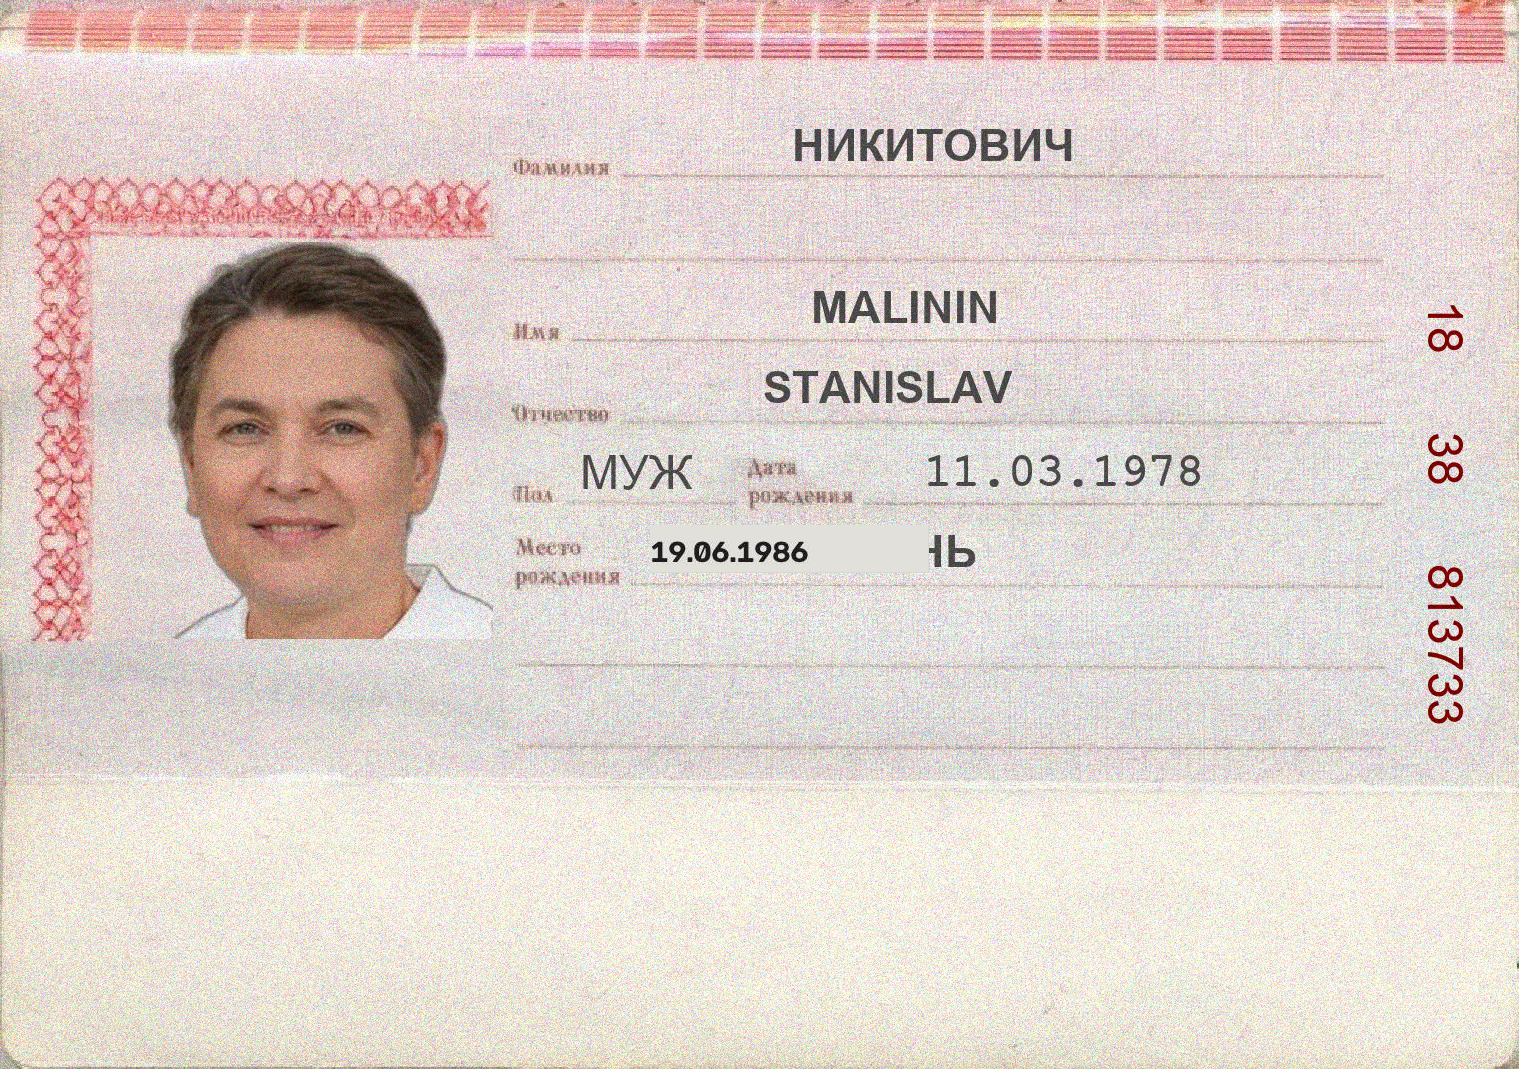 Фамилия НИКИТОВИЧ
Имя MALININ
Отчество STANISLAV
Пол МУЖ Дата рождения 11.03.1978
Место рождения 19.06.1986 НЬ
18 38 813733